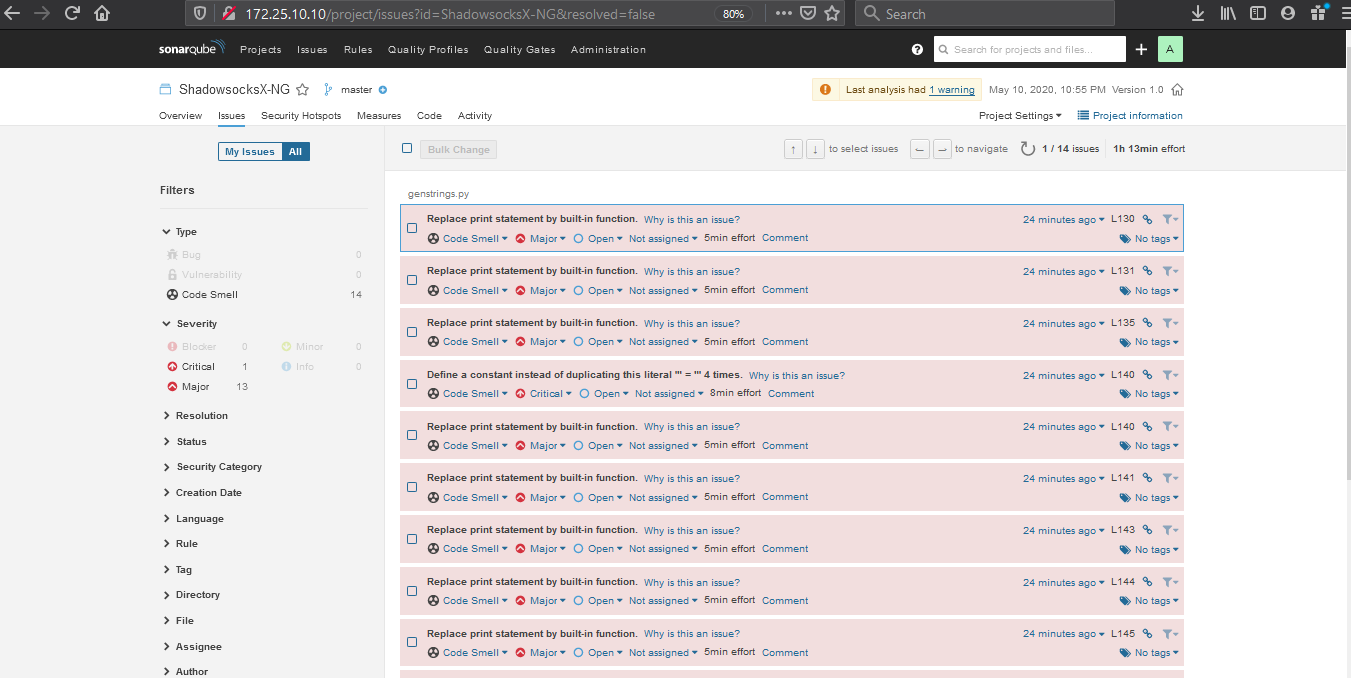 172.25.10.10/project/issues?id=ShadowsocksX-NG&resolved=false 80% Search
sonarqube Projects Issues Rules Quality Profiles Quality Gates Administration Search for projects and files... A
ShadowsocksX-NG master Last analysis had 1 warning May 10, 2020, 10:55 PM Version 1.0
Overview Issues Security Hotspots Measures Code Activity Project Settings Project information
My Issues All Bulk Change ↑ ↓ to select issues ← → to navigate 1 / 14 issues 1h 13min effort
Filters
Type
Bug 0
Vulnerability 0
Code Smell 14
Severity
Blocker 0 Minor 0
Critical 1 Info 0
Major 13
Resolution
Status
Security Category
Creation Date
Language
Rule
Tag
Directory
File
Assignee
Author
genstrings.py
Replace print statement by built-in function. Why is this an issue? 24 minutes ago L130
Code Smell Major Open Not assigned 5min effort Comment No tags
Replace print statement by built-in function. Why is this an issue? 24 minutes ago L131
Code Smell Major Open Not assigned 5min effort Comment No tags
Replace print statement by built-in function. Why is this an issue? 24 minutes ago L135
Code Smell Major Open Not assigned 5min effort Comment No tags
Define a constant instead of duplicating this literal '" = "' 4 times. Why is this an issue? 24 minutes ago L140
Code Smell Critical Open Not assigned 8min effort Comment No tags
Replace print statement by built-in function. Why is this an issue? 24 minutes ago L140
Code Smell Major Open Not assigned 5min effort Comment No tags
Replace print statement by built-in function. Why is this an issue? 24 minutes ago L141
Code Smell Major Open Not assigned 5min effort Comment No tags
Replace print statement by built-in function. Why is this an issue? 24 minutes ago L143
Code Smell Major Open Not assigned 5min effort Comment No tags
Replace print statement by built-in function. Why is this an issue? 24 minutes ago L144
Code Smell Major Open Not assigned 5min effort Comment No tags
Replace print statement by built-in function. Why is this an issue? 24 minutes ago L145
Code Smell Major Open Not assigned 5min effort Comment No tags